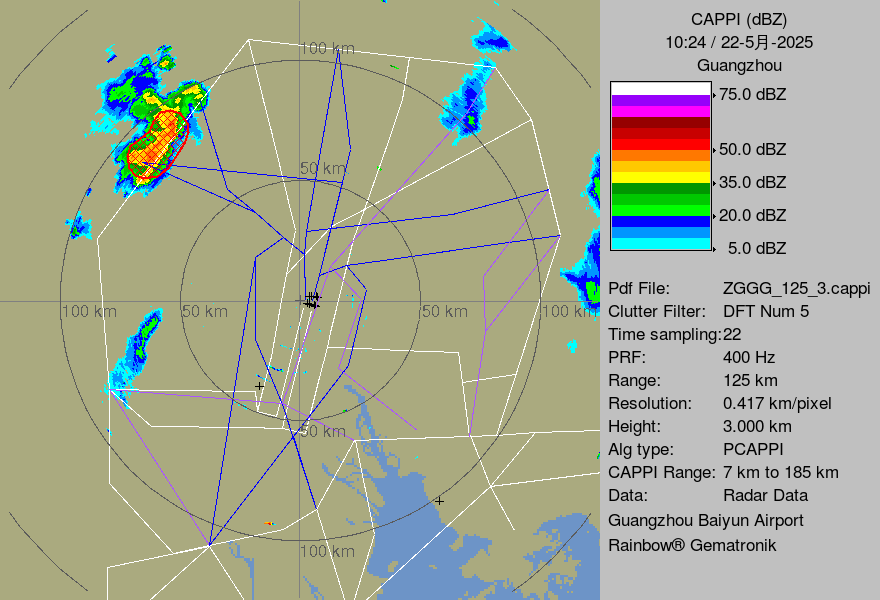 CAPPI (dBZ)
10:24 / 22-5月-2025
Guangzhou
75.0 dBZ
50.0 dBZ
35.0 dBZ
20.0 dBZ
5.0 dBZ
100 km
50 km
100 km
50 km
50 km
100 km
50 km
100 km
Pdf File: ZGGG_125_3.cappi
Clutter Filter: DFT Num 5
Time sampling:22
PRF: 400 Hz
Range: 125 km
Resolution: 0.417 km/pixel
Height: 3.000 km
Alg type: PCAPPI
CAPPI Range: 7 km to 185 km
Data: Radar Data
Guangzhou Baiyun Airport
Rainbow® Gematronik